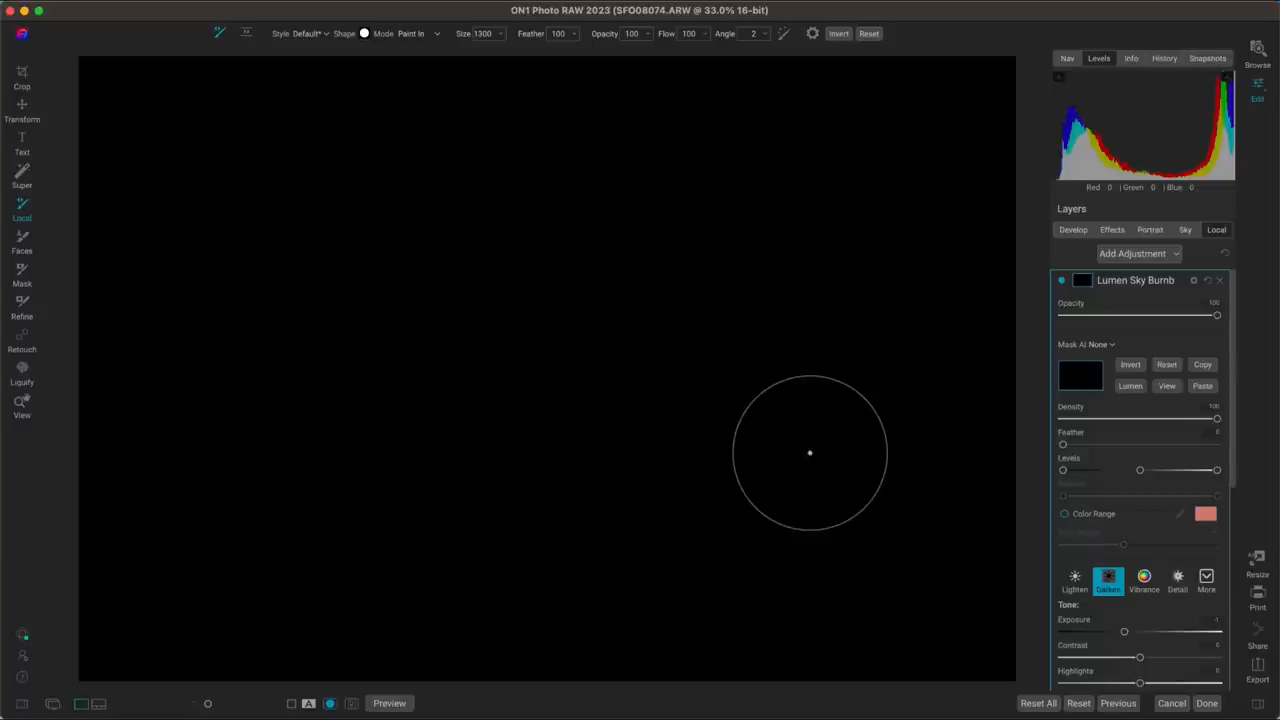 ON1 Photo RAW 2023 (SFO08074.ARW @ 33.0% 16-bit)
Style Default* Shape Mode Paint In Size 1300 Feather 100 Opacity 100 Flow 100 Angle 2 Invert Reset
Crop
Transform
Text
Super
Local
Faces
Mask
Refine
Retouch
Liquify
View
Nav Levels Info History Snapshots
Red 0 | Green 0 | Blue 0
Layers
Develop Effects Portrait Sky Local
Add Adjustment
Lumen Sky Burnb
Opacity 100
Mask AI None
Invert Reset Copy
Lumen View Paste
Density 100
Feather 0
Levels
Color Range
Lighten Darken Vibrance Detail More
Tone:
Exposure -1
Contrast 0
Highlights 0
Browse
Edit
Resize
Print
Share
Export
A Preview
Reset All Reset Previous Cancel Done